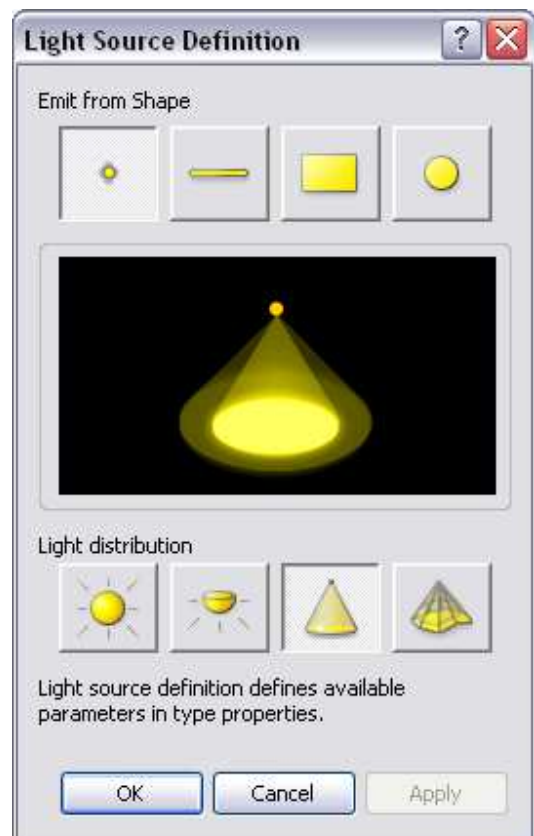 Light Source Definition
Emit from Shape
Light distribution
Light source definition defines available
parameters in type properties.
OK Cancel Apply